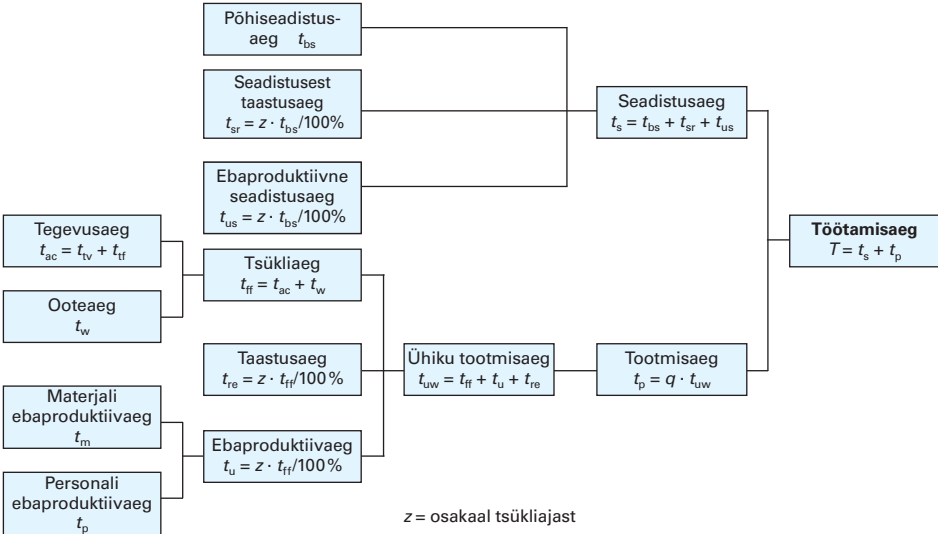 Põhiseadistus-
aeg t_bs
Seadistusest
taastusaeg
t_sr = z · t_bs/100%
Ebaproduktiivne
seadistusaeg
t_us = z · t_bs/100%
Seadistusaeg
t_s = t_bs + t_sr + t_us
Tegevusaeg
t_ac = t_tv + t_tf
Ooteaeg
t_w
Tsükliaeg
t_ff = t_ac + t_w
Töötamisaeg
T = t_s + t_p
Taastusaeg
t_re = z · t_ff/100%
Ühiku tootmisaeg
t_uw = t_ff + t_u + t_re
Tootmisaeg
t_p = q · t_uw
Materjali
ebaproduktiivaeg
t_m
Personali
ebaproduktiivaeg
t_p
Ebaproduktiivaeg
t_u = z · t_ff/100%
z = osakaal tsükliajast